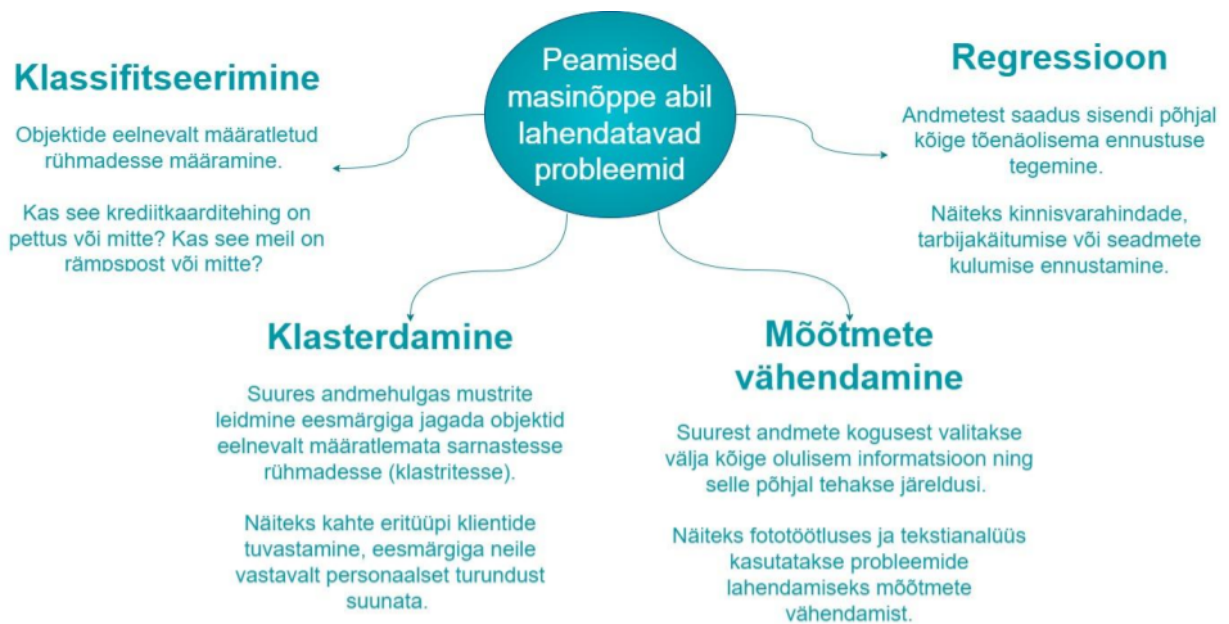 Peamised
masinõppe abil
lahendatavad
probleemid
Klassifitseerimine
Objektide eelnevalt määratletud
rühmadesse määramine.
Kas see krediitkaarditehing on
pettus või mitte? Kas see meil on
rämpspost või mitte?
Regressioon
Andmetest saadus sisendi põhjal
kõige tõenäolisema ennustuse
tegemine.
Näiteks kinnisvarahindade,
tarbijakäitumise või seadmete
kulumise ennustamine.
Klasterdamine
Suures andmehulgas mustrite
leidmine eesmärgiga jagada objektid
eelnevalt määratlemata sarnastesse
rühmadesse (klastritesse).
Näiteks kahte eritüüpi klientide
tuvastamine, eesmärgiga neile
vastavalt personaalset turundust
suunata.
Mõõtmete
vähendamine
Suurest andmete kogusest valitakse
välja kõige olulisem informatsioon ning
selle põhjal tehakse järeldusi.
Näiteks fototöötluses ja tekstianalüüs
kasutatakse probleemide
lahendamiseks mõõtmete
vähendamist.